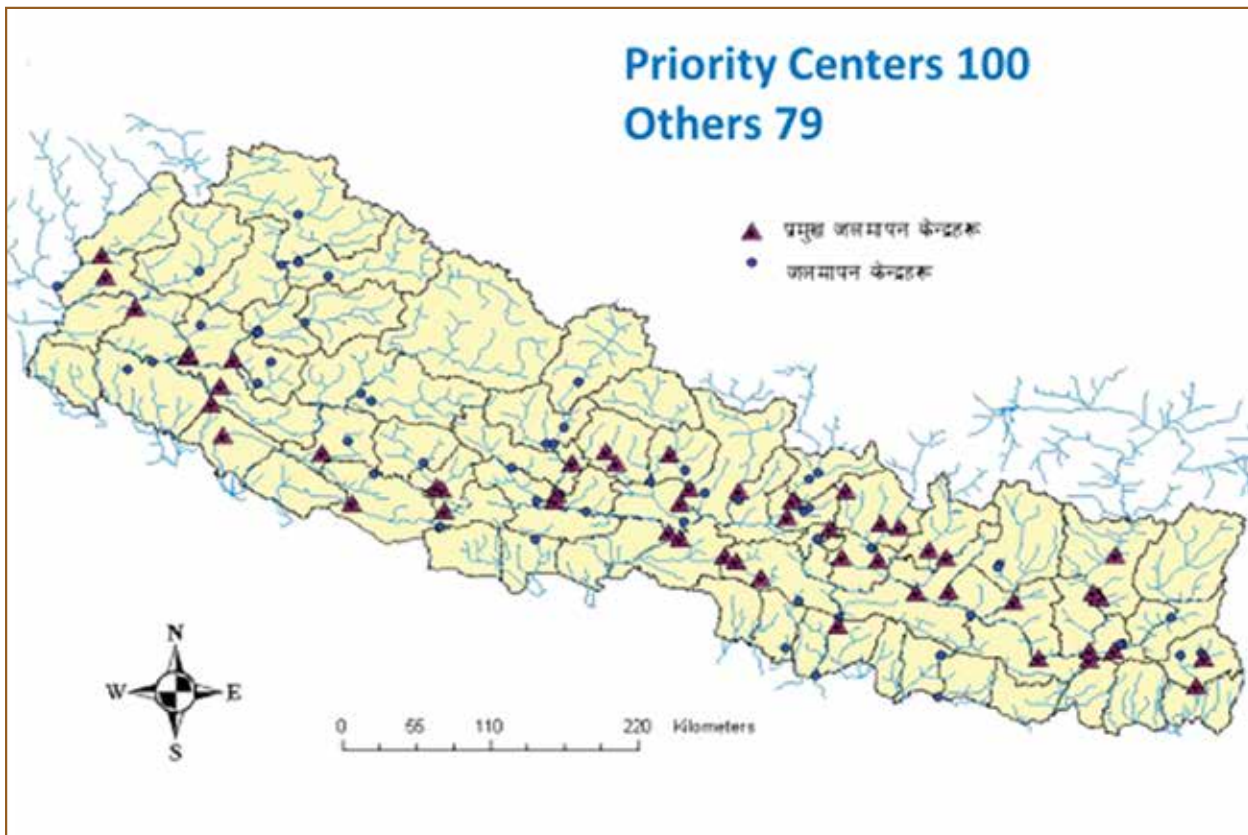 Priority Centers 100
Others 79
प्रमुख जलमापन केन्द्रहरू
जलमापन केन्द्रहरू
N
W E
S
0 55 110 220 Kilometers